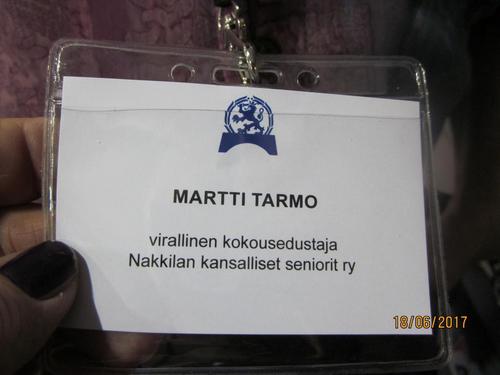 MARTTI TARMO
virallinen kokousedustaja
Nakkilan kansalliset seniorit ry
18/06/2017